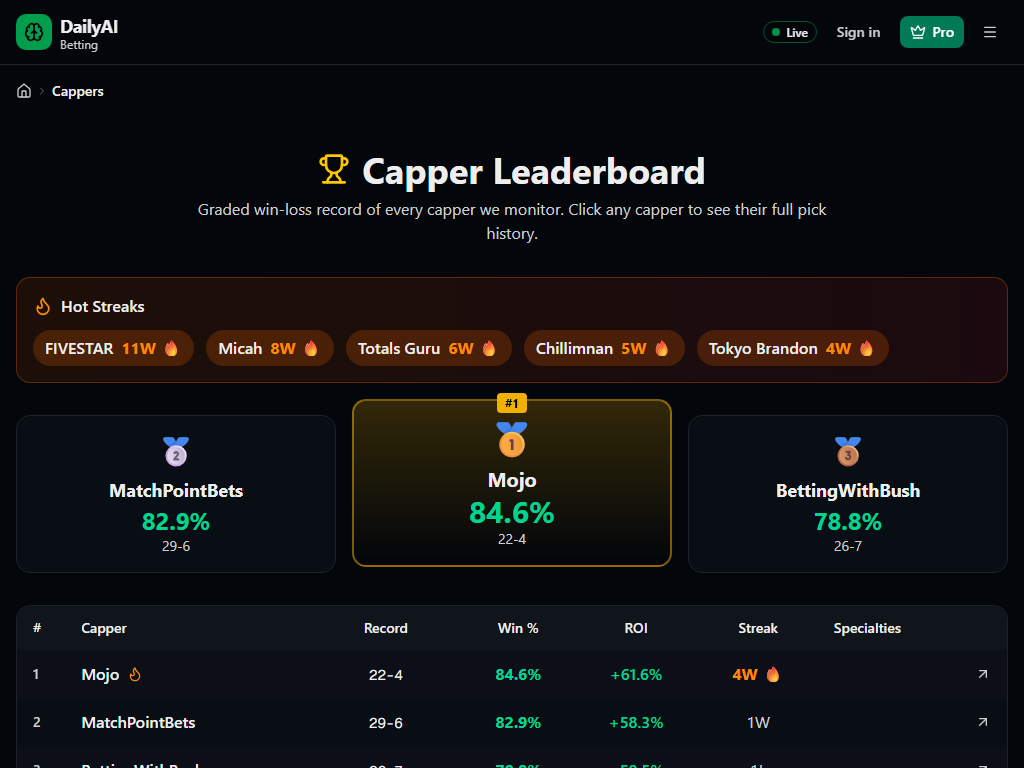 DailyAI
Betting
Live
Sign in
Pro
Cappers
Capper Leaderboard
Graded win-loss record of every capper we monitor. Click any capper to see their full pick
history.
Hot Streaks
FIVESTAR 11W
Micah 8W
Totals Guru 6W
Chillimnan 5W
Tokyo Brandon 4W
2
MatchPointBets
82.9%
29-6
#1
1
Mojo
84.6%
22-4
3
BettingWithBush
78.8%
26-7
# Capper Record Win % ROI Streak Specialties
1 Mojo 22-4 84.6% +61.6% 4W
2 MatchPointBets 29-6 82.9% +58.3% 1W